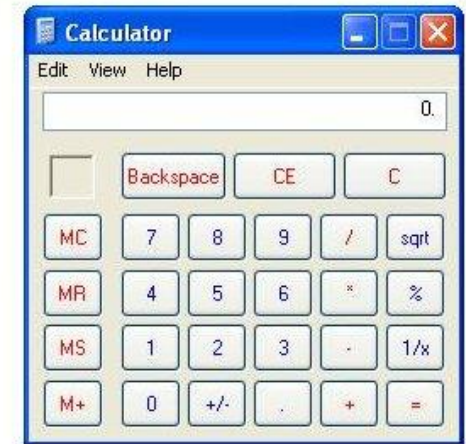 Calculator
Edit View Help
0.
Backspace CE C
MC 7 8 9 / sqrt
MR 4 5 6 * %
MS 1 2 3 - 1/x
M+ 0 +/- . + =